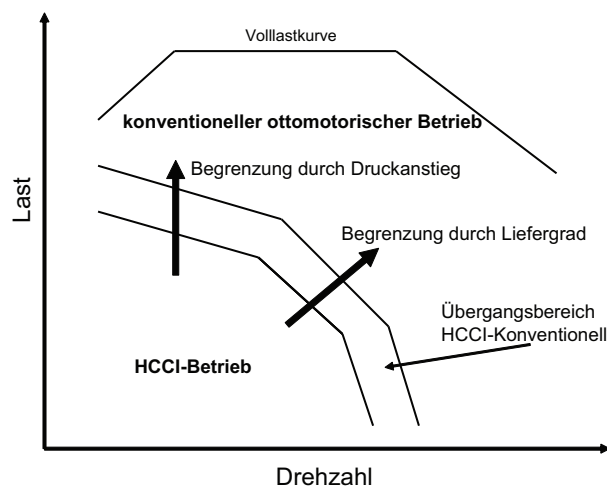 Volllastkurve
konventioneller ottomotorischer Betrieb
Begrenzung durch Druckanstieg
Last
Begrenzung durch Liefergrad
Übergangsbereich
HCCI-Konventionell
HCCI-Betrieb
Drehzahl